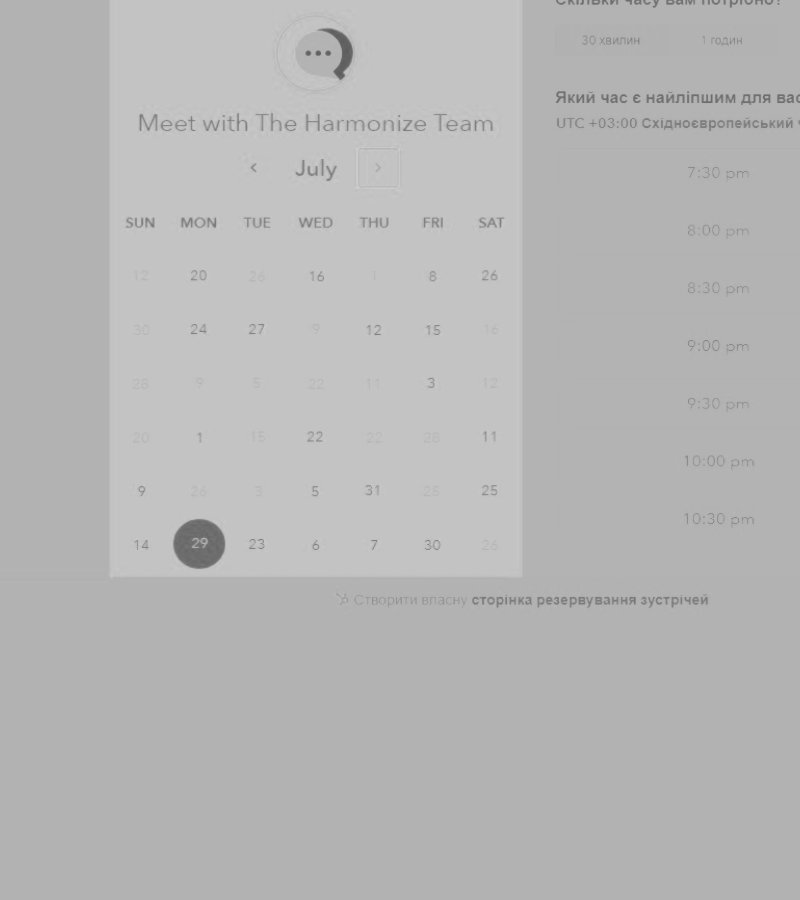 Meet with The Harmonize Team
July
SUN MON TUE WED THU FRI SAT
12 20 26 16 1 8 26
30 24 27 9 12 15 16
28 9 5 22 11 3 12
20 1 15 22 22 28 11
9 26 3 5 31 25 25
14 29 23 6 7 30 26
Скільки часу вам потрібно?
30 хвилин 1 годин
Який час є найліпшим для вас
UTC +03:00 Східноєвропейський
7:30 pm
8:00 pm
8:30 pm
9:00 pm
9:30 pm
10:00 pm
10:30 pm
Створити власну сторінка резервування зустрічей